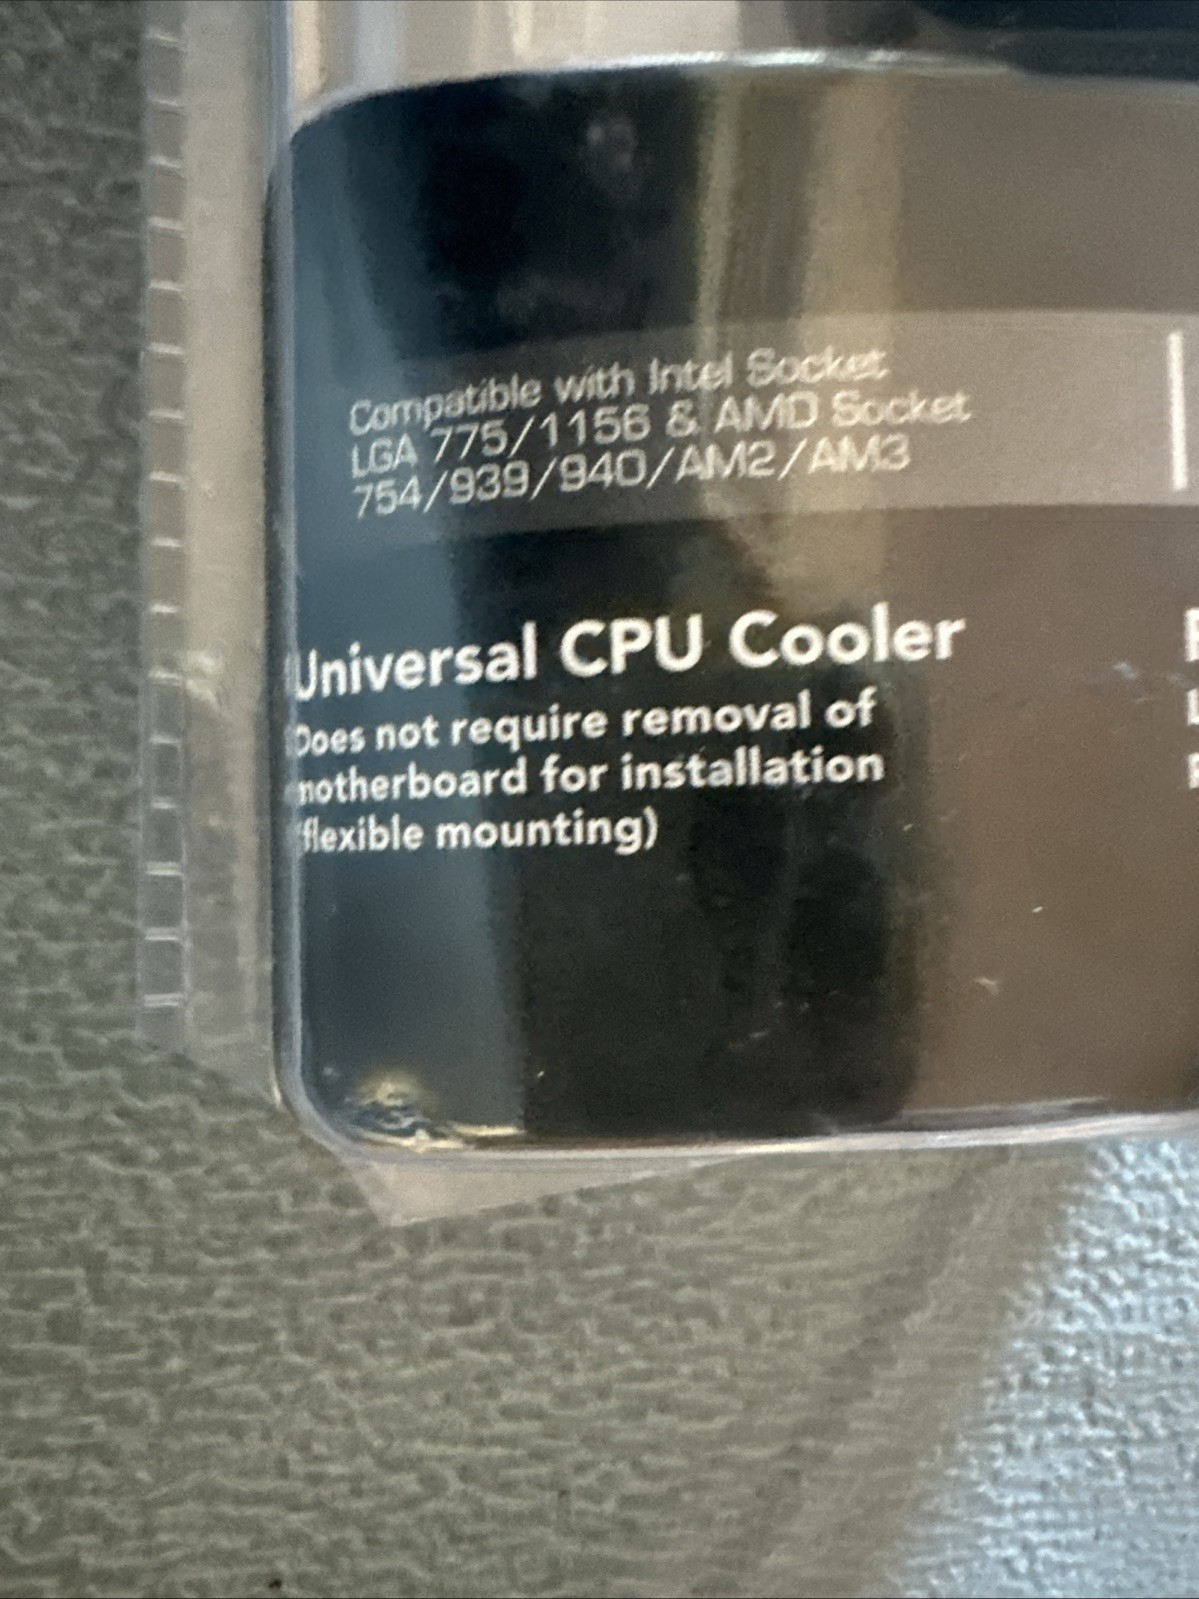 Compatible with Intel Socket
LGA 775/1156 & AMD Socket
754/939/940/AM2/AM3
Universal CPU Cooler
Does not require removal of
motherboard for installation
(flexible mounting)